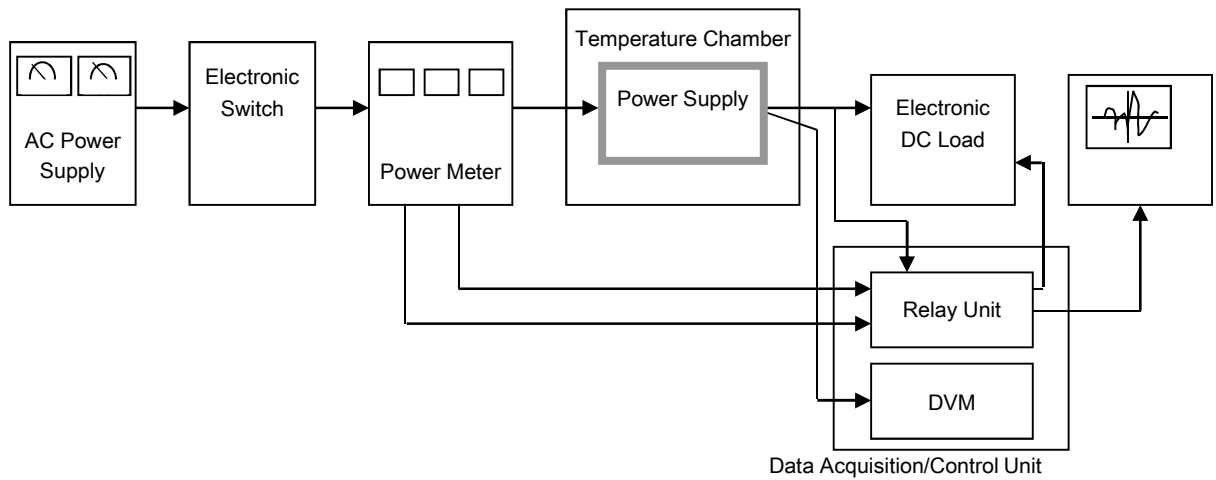 AC Power
Supply
Electronic
Switch
Power Meter
Temperature Chamber
Power Supply
Electronic
DC Load
Relay Unit
DVM
Data Acquisition/Control Unit